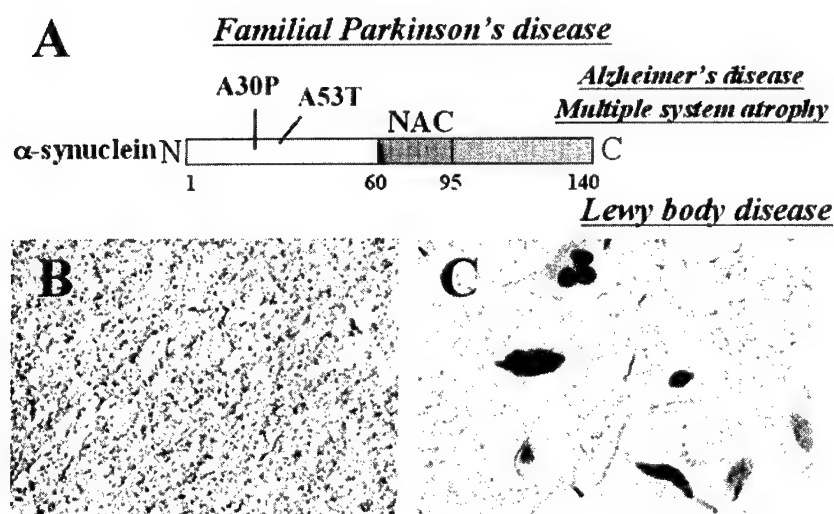 A
Familial Parkinson's disease
A30P
A53T
Alzheimer's disease
Multiple system atrophy
NAC
α-synuclein N C
1 60 95 140
Lewy body disease
B C